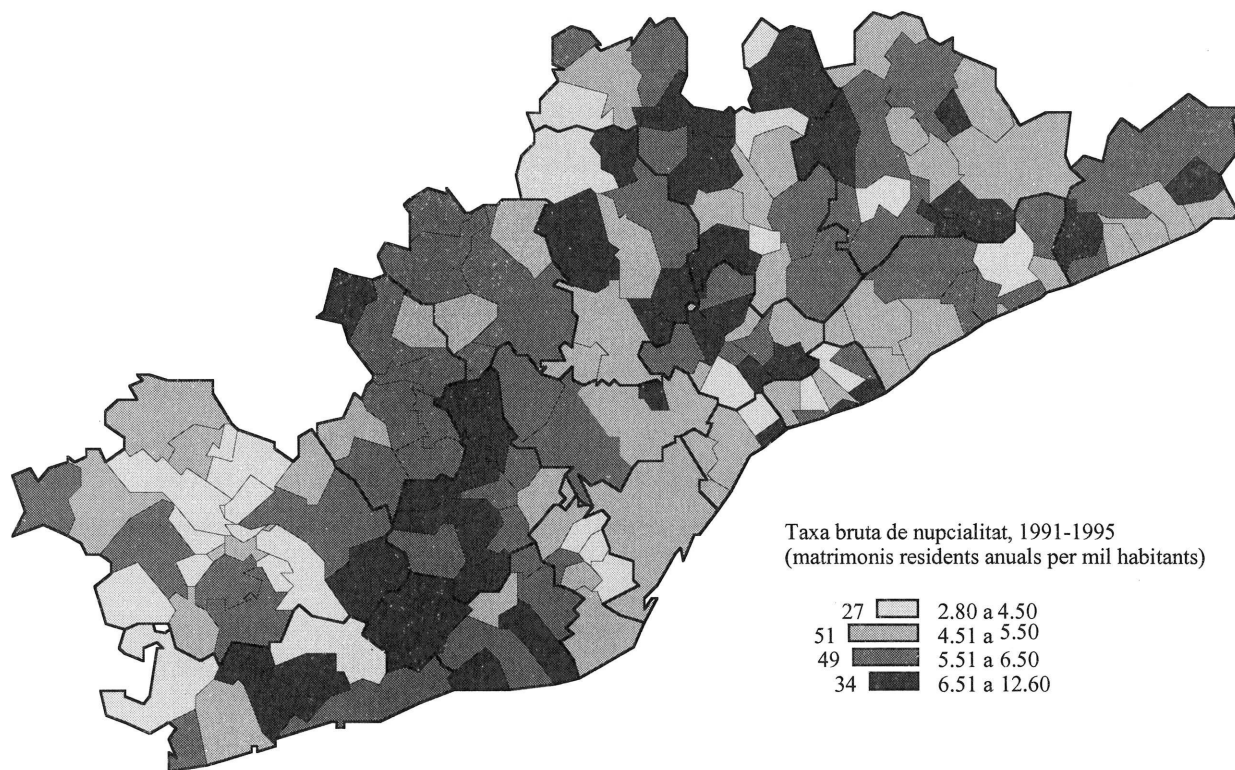 Taxa bruta de nupcialitat, 1991-1995
(matrimonis residents anuals per mil habitants)
27 2.80 a 4.50
51 4.51 a 5.50
49 5.51 a 6.50
34 6.51 a 12.60